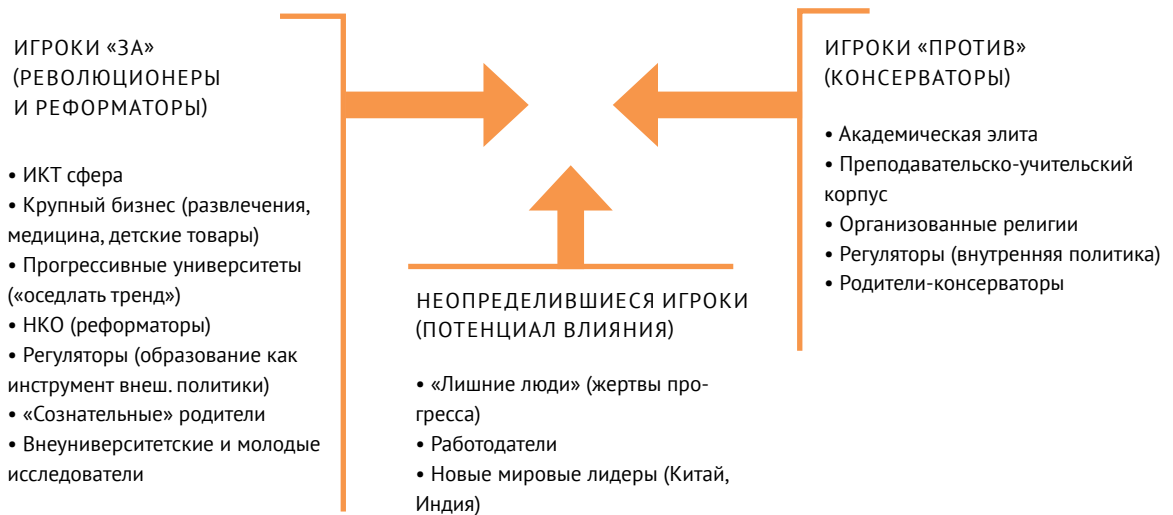 ИГРОКИ «ЗА»
(РЕВОЛЮЦИОНЕРЫ
И РЕФОРМАТОРЫ)
• ИКТ сфера
• Крупный бизнес (развлечения,
медицина, детские товары)
• Прогрессивные университеты
(«оседлать тренд»)
• НКО (реформаторы)
• Регуляторы (образование как
инструмент внеш. политики)
• «Сознательные» родители
• Внеуниверситетские и молодые
исследователи
НЕОПРЕДЕЛИВШИЕСЯ ИГРОКИ
(ПОТЕНЦИАЛ ВЛИЯНИЯ)
• «Лишние люди» (жертвы про-
гресса)
• Работодатели
• Новые мировые лидеры (Китай,
Индия)
ИГРОКИ «ПРОТИВ»
(КОНСЕРВАТОРЫ)
• Академическая элита
• Преподавательско-учительский
корпус
• Организованные религии
• Регуляторы (внутренняя политика)
• Родители-консерваторы